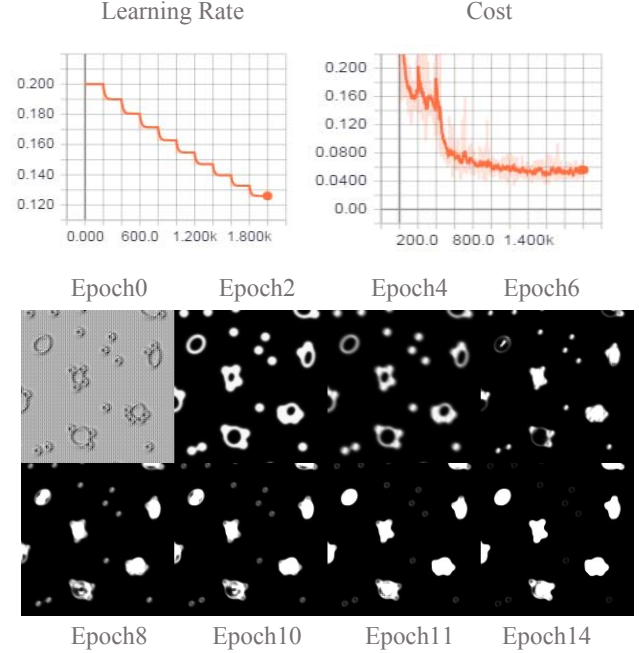 Learning Rate Cost
0.200
0.180
0.160
0.140
0.120
0.000 600.0 1.200k 1.800k
0.200
0.160
0.120
0.0800
0.0400
0.00
200.0 800.0 1.400k
Epoch0 Epoch2 Epoch4 Epoch6
Epoch8 Epoch10 Epoch11 Epoch14